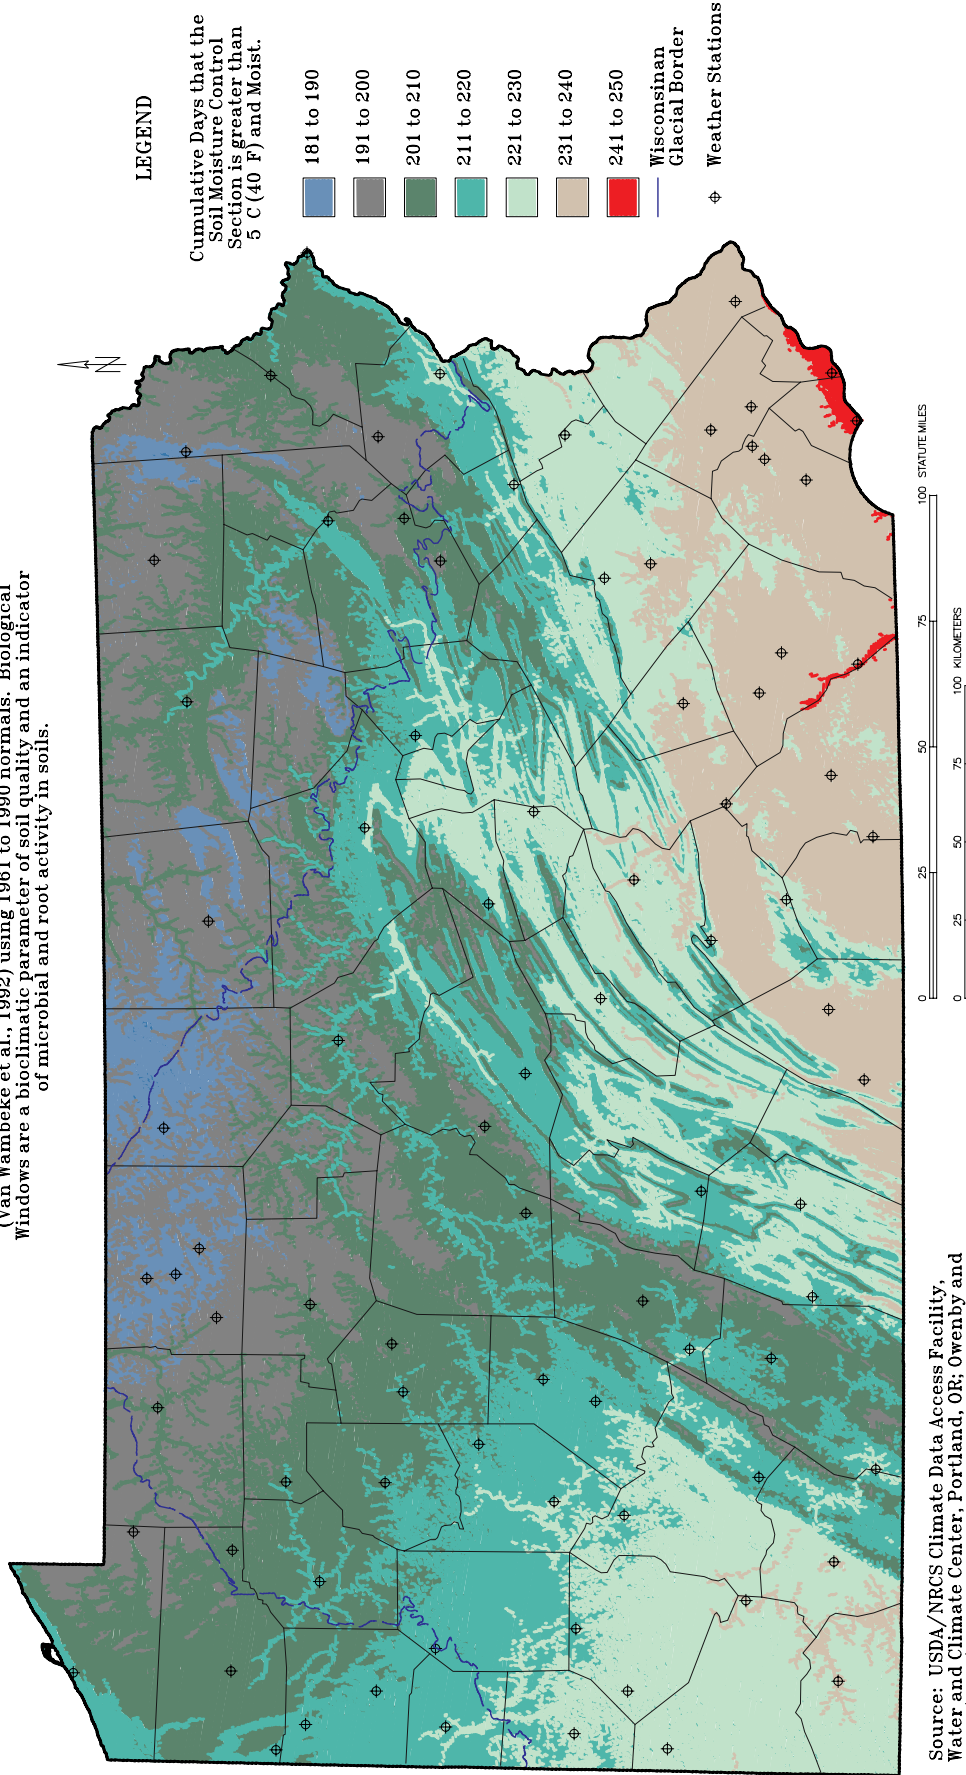 (Van Wambeke et al., 1992) using 1961 to 1990 normals. Biological
Windows are a bioclimatic parameter of soil quality and an indicator
of microbial and root activity in soils.
LEGEND
Cumulative Days that the
Soil Moisture Control
Section is greater than
5 C (40 F) and Moist.
181 to 190
191 to 200
201 to 210
211 to 220
221 to 230
231 to 240
241 to 250
Wisconsinan
Glacial Border
Weather Stations
N
0 25 50 75 100 STATUTE MILES
0 25 50 75 100 KILOMETERS
Source: USDA/NRCS Climate Data Access Facility,
Water and Climate Center, Portland, OR; Owenby and